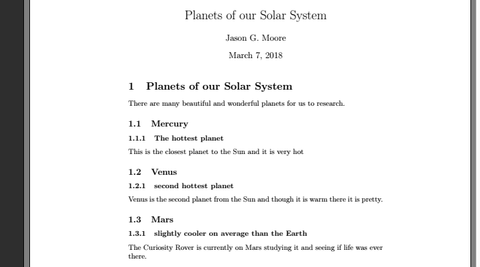 Planets of our Solar System
Jason G. Moore
March 7, 2018
1 Planets of our Solar System
There are many beautiful and wonderful planets for us to research.
1.1 Mercury
1.1.1 The hottest planet
This is the closest planet to the Sun and it is very hot
1.2 Venus
1.2.1 second hottest planet
Venus is the second planet from the Sun and though it is warm there it is pretty.
1.3 Mars
1.3.1 slightly cooler on average than the Earth
The Curiosity Rover is currently on Mars studying it and seeing if life was ever
there.